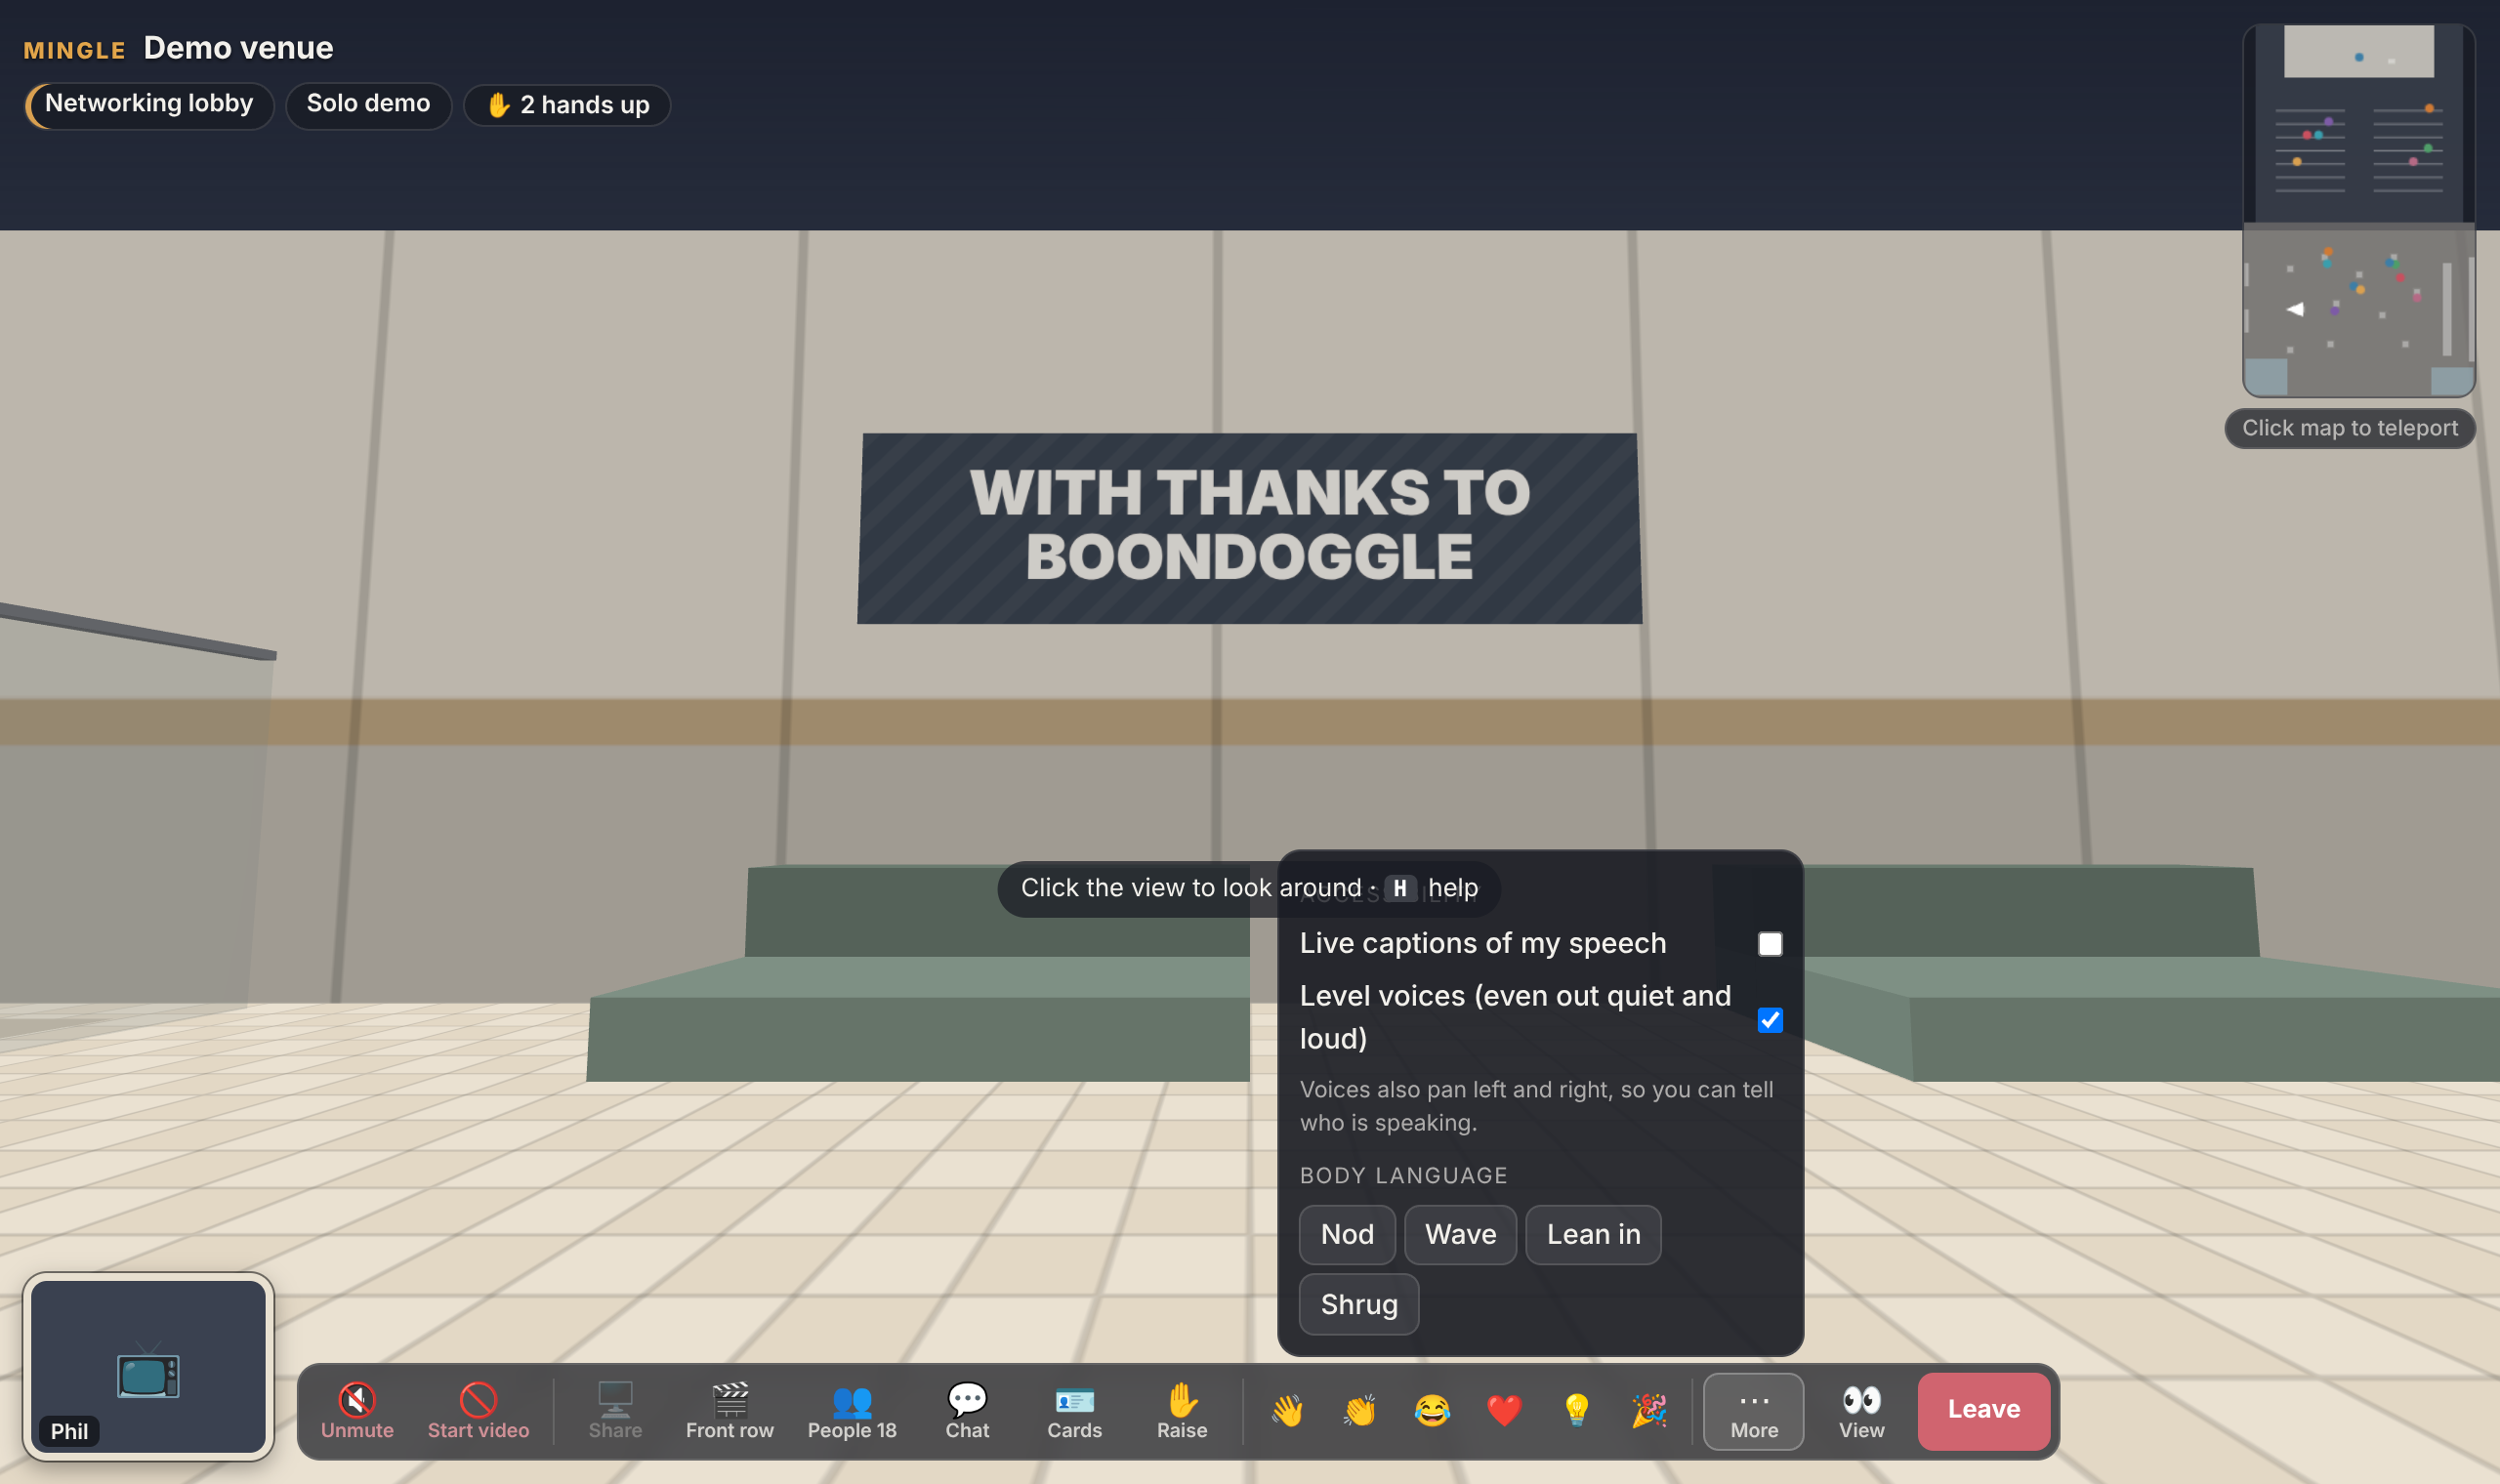 MINGLE Demo venue
Networking lobby
Solo demo
✋ 2 hands up
Click map to teleport
WITH THANKS TO
BOONDOGGLE
Click the view to look around · H help
Live captions of my speech
Level voices (even out quiet and
loud)
Voices also pan left and right, so you can tell
who is speaking.
BODY LANGUAGE
Nod
Wave
Lean in
Shrug
Phil
Unmute
Start video
Share
Front row
People 18
Chat
Cards
Raise
More
View
Leave